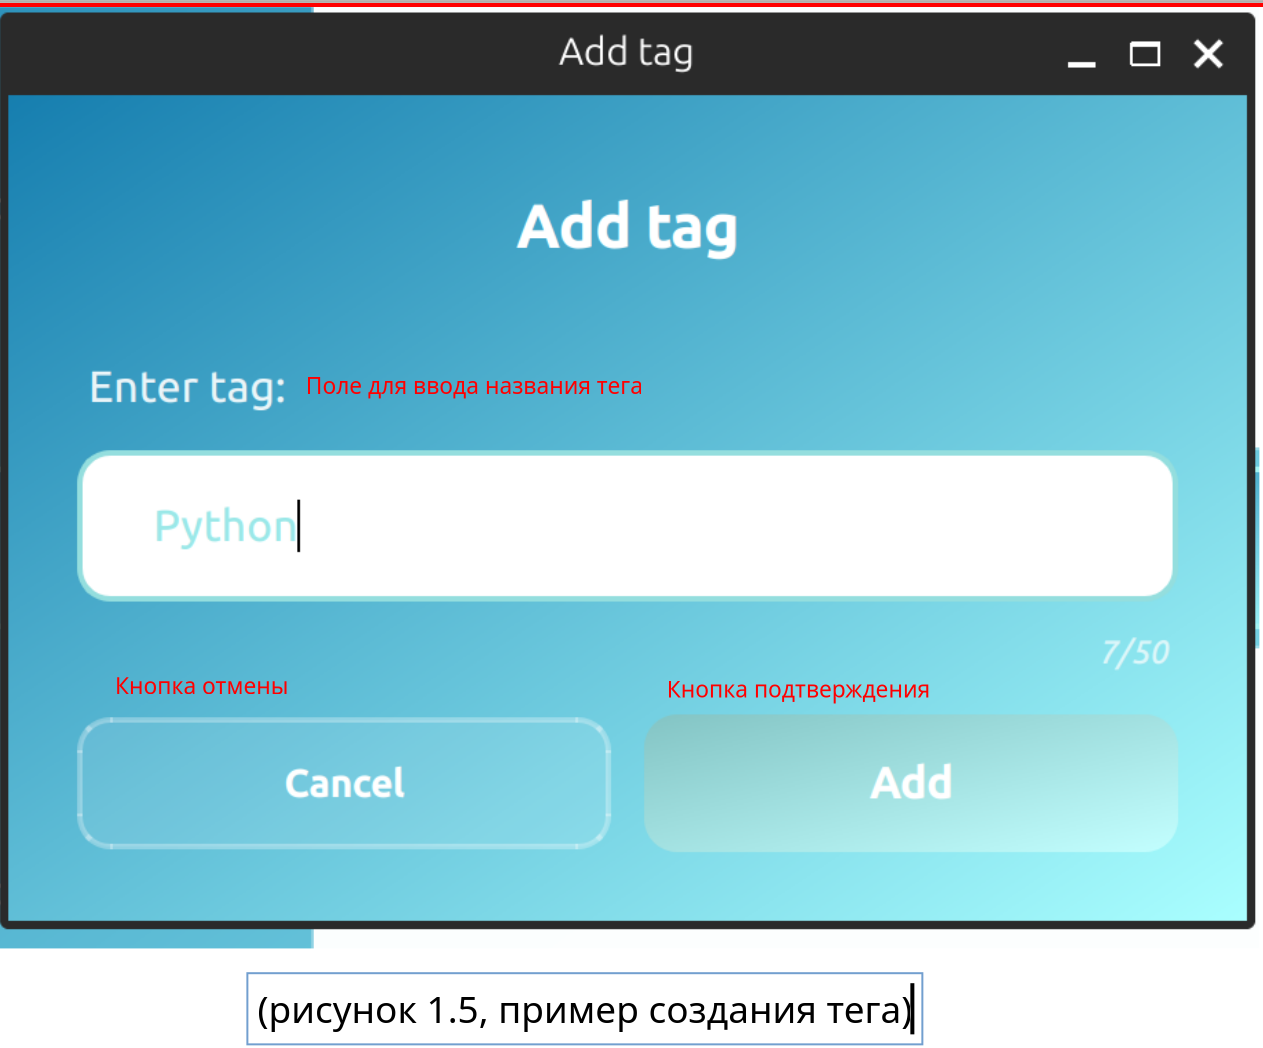 Add tag
Add tag
Enter tag: Поле для ввода названия тега
Python
7/50
Кнопка отмены Кнопка подтверждения
Cancel Add
(рисунок 1.5, пример создания тега)